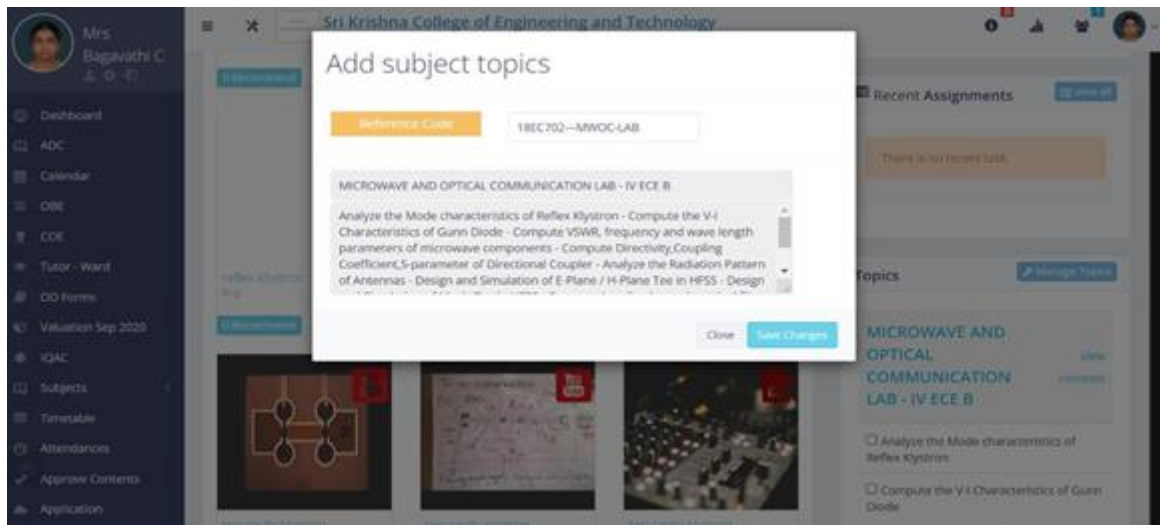 Mrs
Bagavathi C
Sri Krishna College of Engineering and Technology
Dashboard
ADC
Calendar
OBE
COE
Tutor - Ward
OD Forms
Valuation Sep 2020
IQAC
Subjects
Timetable
Attendances
Approve Contents
Application
Add subject topics
Reference Code
18EC702---MWOC-LAB
MICROWAVE AND OPTICAL COMMUNICATION LAB - IV ECE B
Analyze the Mode characteristics of Reflex Klystron - Compute the V-I
Characteristics of Gunn Diode - Compute VSWR, frequency and wave length
parameters of microwave components - Compute Directivity,Coupling
Coefficient,S-parameter of Directional Coupler - Analyze the Radiation Pattern
of Antennas - Design and Simulation of E-Plane / H-Plane Tee in HFSS - Design
Close
Save Changes
Recent Assignments
View all
There is no recent task.
Topics
Manage Topics
MICROWAVE AND
OPTICAL
COMMUNICATION
LAB - IV ECE B
view
Analyze the Mode characteristics of
Reflex Klystron
Compute the V-I Characteristics of Gunn
Diode